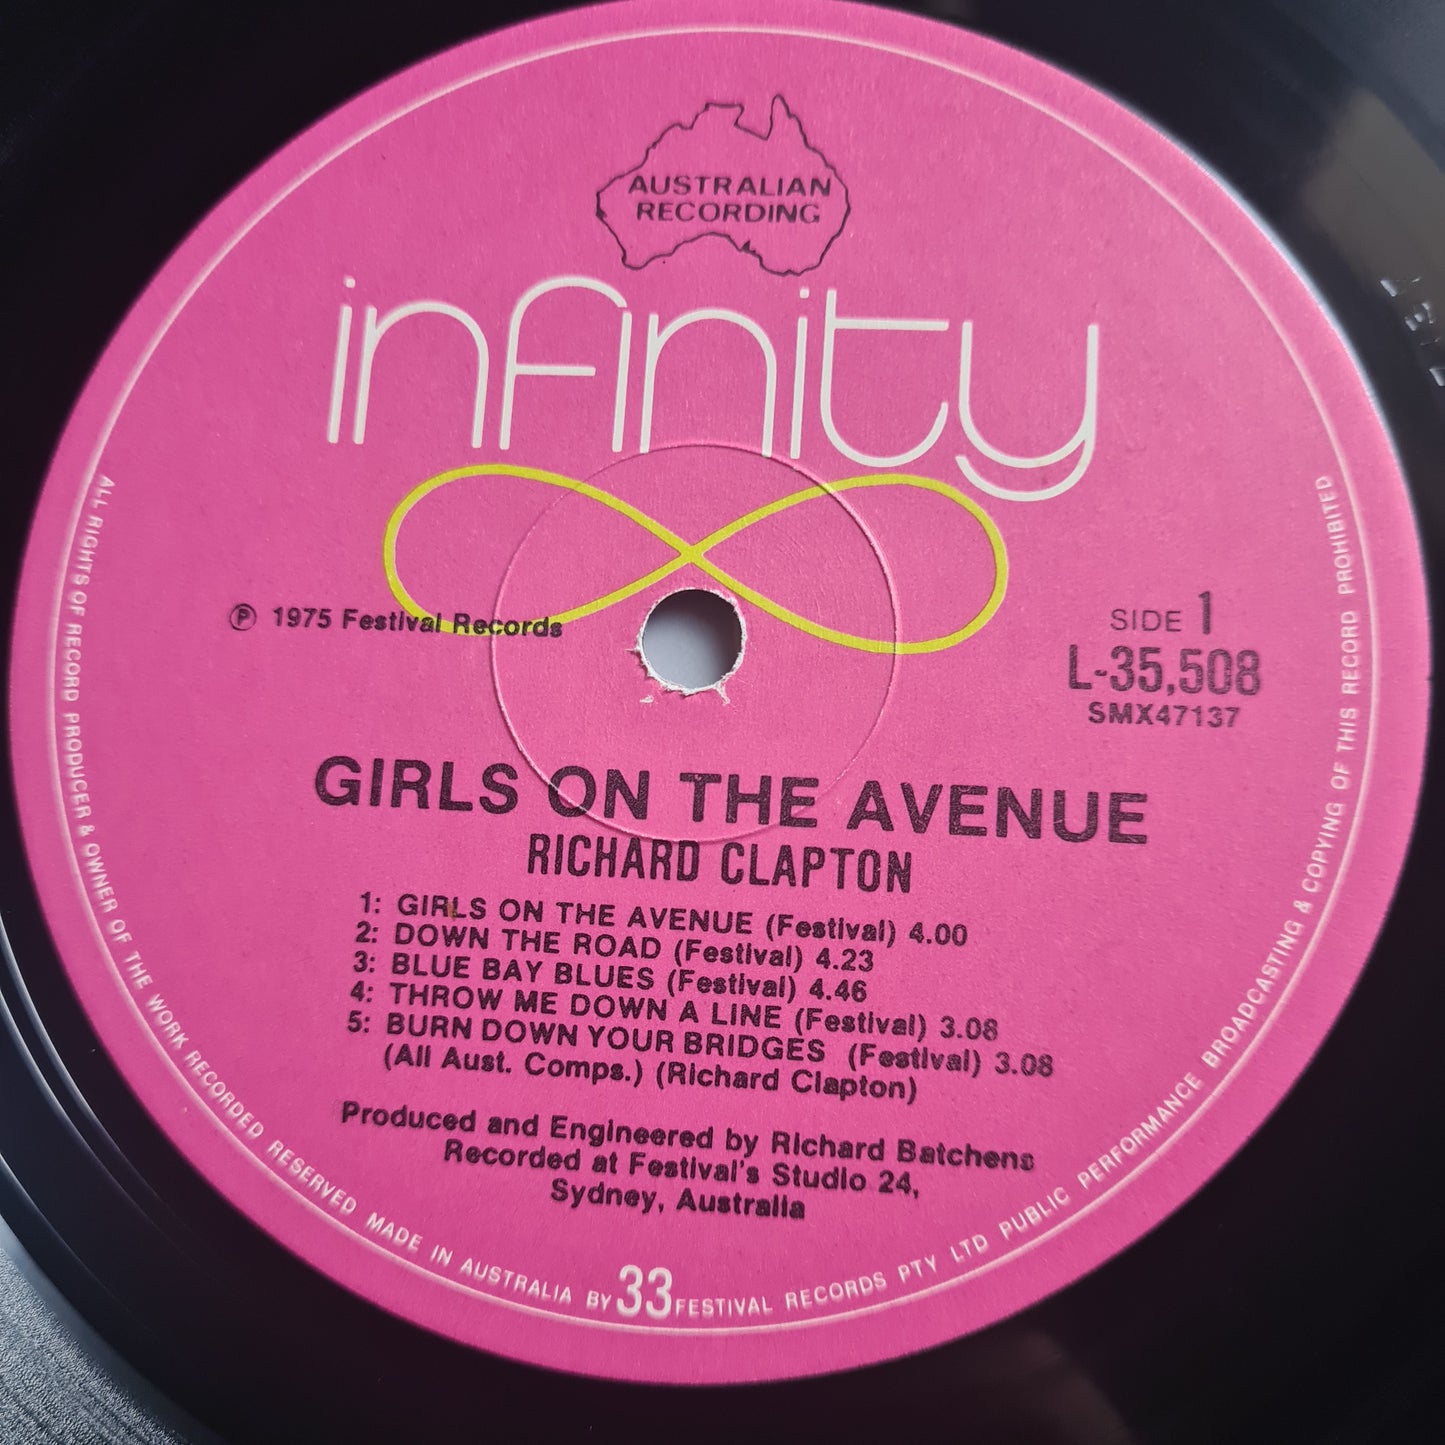 AUSTRALIAN
RECORDING
infinity
℗ 1975 Festival Records
SIDE 1
L-35,508
SMX47137
GIRLS ON THE AVENUE
RICHARD CLAPTON
1: GIRLS ON THE AVENUE (Festival) 4.00
2: DOWN THE ROAD (Festival) 4.23
3: BLUE BAY BLUES (Festival) 4.46
4: THROW ME DOWN A LINE (Festival) 3.08
5: BURN DOWN YOUR BRIDGES (Festival) 3.08
(All Aust. Comps.) (Richard Clapton)
Produced and Engineered by Richard Batchens
Recorded at Festival's Studio 24,
Sydney, Australia
33
ALL RIGHTS OF RECORD PRODUCER & OWNER OF THE WORK RECORDED RESERVED MADE IN AUSTRALIA BY FESTIVAL RECORDS PTY LTD PUBLIC PERFORMANCE BROADCASTING & COPYING OF THIS RECORD PROHIBITED